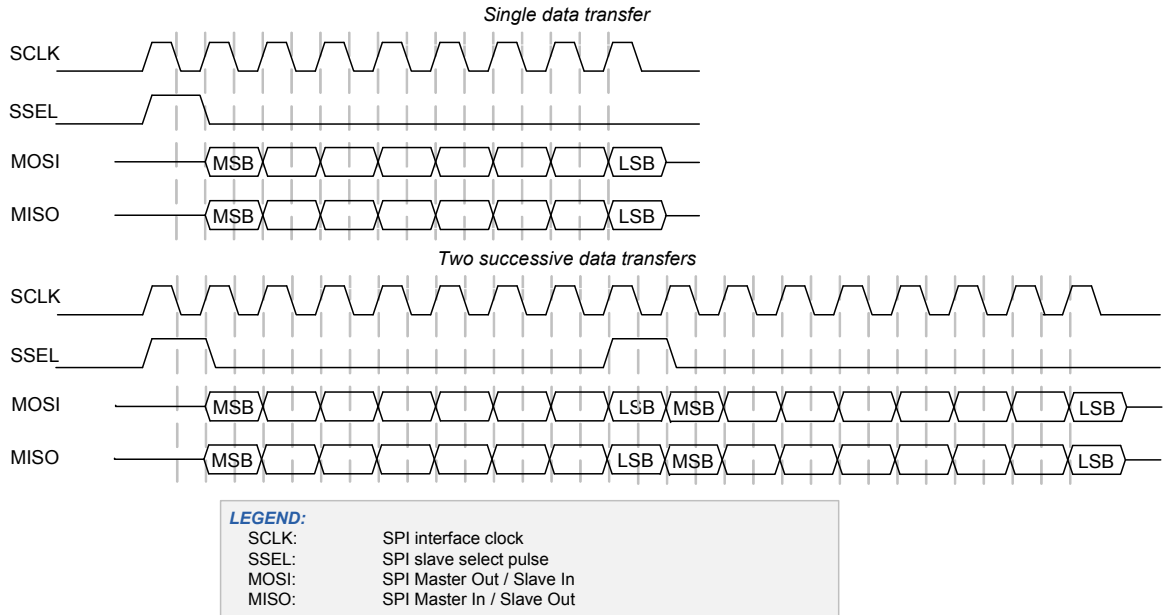 Single data transfer
SCLK
SSEL
MOSI MSB LSB
MISO MSB LSB
Two successive data transfers
SCLK
SSEL
MOSI MSB LSB MSB LSB
MISO MSB LSB MSB LSB
LEGEND:
SCLK: SPI interface clock
SSEL: SPI slave select pulse
MOSI: SPI Master Out / Slave In
MISO: SPI Master In / Slave Out